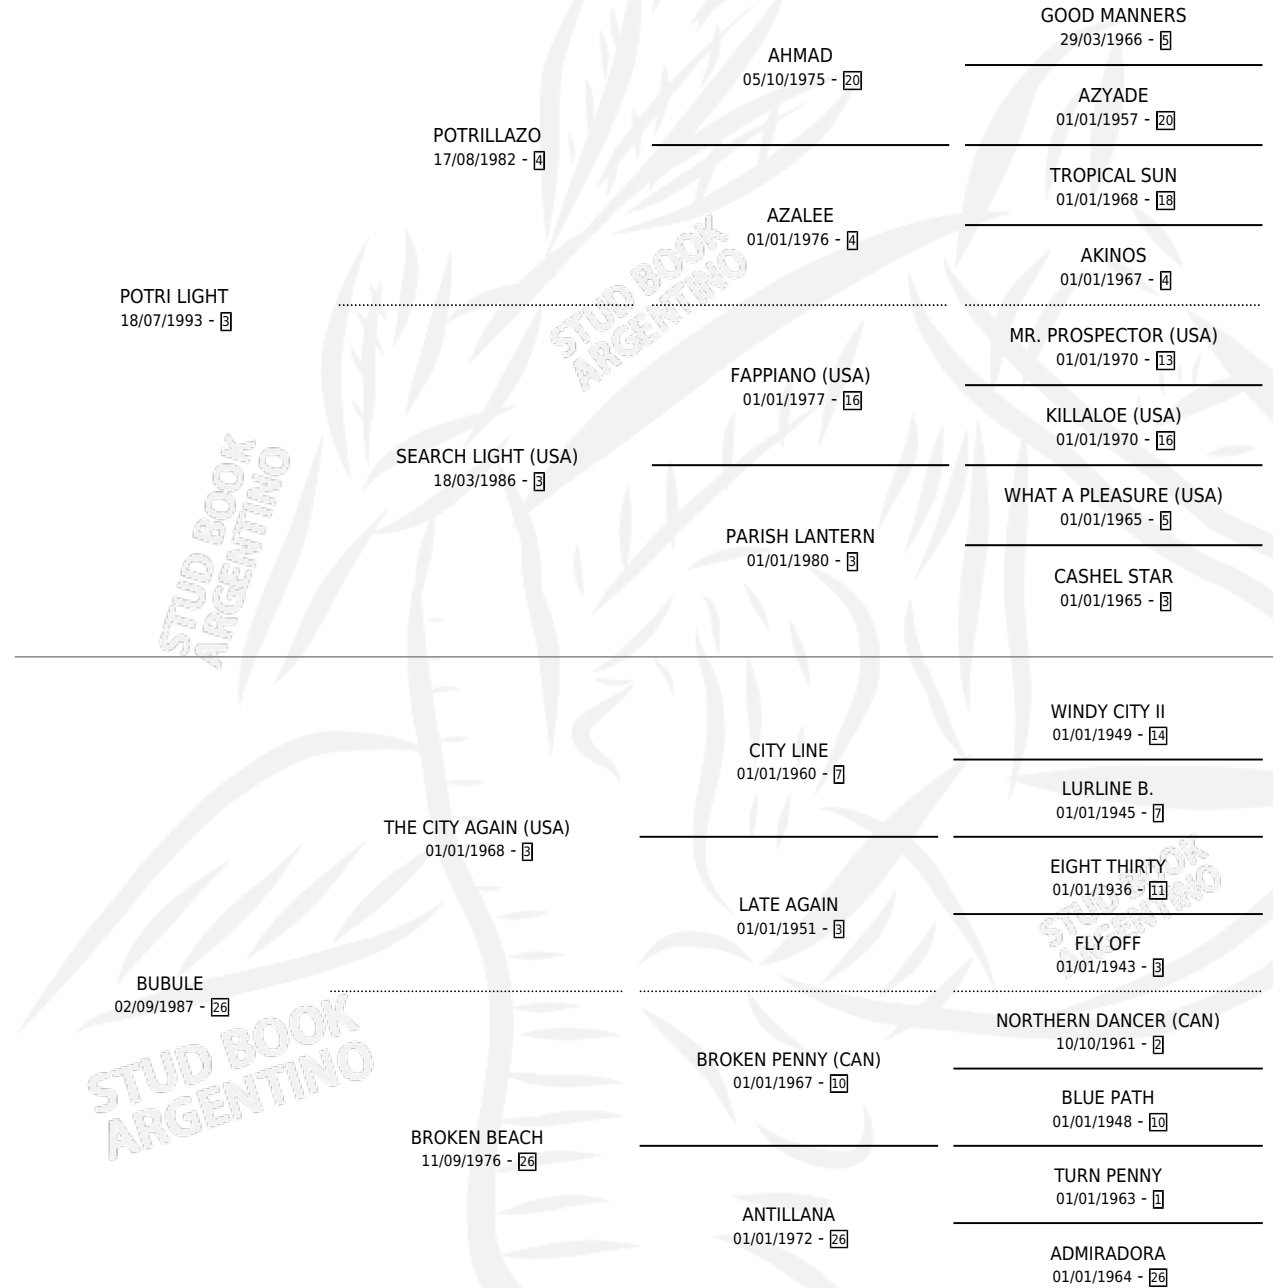 GOOD MANNERS
29/03/1966 - 5
AHMAD
05/10/1975 - 20
AZYADE
01/01/1957 - 20
POTRILLAZO
17/08/1982 - 4
TROPICAL SUN
01/01/1968 - 18
AZALEE
01/01/1976 - 4
AKINOS
01/01/1967 - 4
POTRI LIGHT
18/07/1993 - 3
MR. PROSPECTOR (USA)
01/01/1970 - 13
FAPPIANO (USA)
01/01/1977 - 16
KILLALOE (USA)
01/01/1970 - 16
SEARCH LIGHT (USA)
18/03/1986 - 3
WHAT A PLEASURE (USA)
01/01/1965 - 5
PARISH LANTERN
01/01/1980 - 3
CASHEL STAR
01/01/1965 - 3
WINDY CITY II
01/01/1949 - 14
CITY LINE
01/01/1960 - 7
LURLINE B.
01/01/1945 - 7
THE CITY AGAIN (USA)
01/01/1968 - 3
EIGHT THIRTY
01/01/1936 - 11
LATE AGAIN
01/01/1951 - 3
FLY OFF
01/01/1943 - 3
BUBULE
02/09/1987 - 26
NORTHERN DANCER (CAN)
10/10/1961 - 2
BROKEN PENNY (CAN)
01/01/1967 - 10
BLUE PATH
01/01/1948 - 10
BROKEN BEACH
11/09/1976 - 26
TURN PENNY
01/01/1963 - 1
ANTILLANA
01/01/1972 - 26
ADMIRADORA
01/01/1964 - 26
STUD BOOK
ARGENTINO
STUD BOOK
ARGENTINO
STUD BOOK
ARGENTINO
STUD BOOK
ARGENTINO